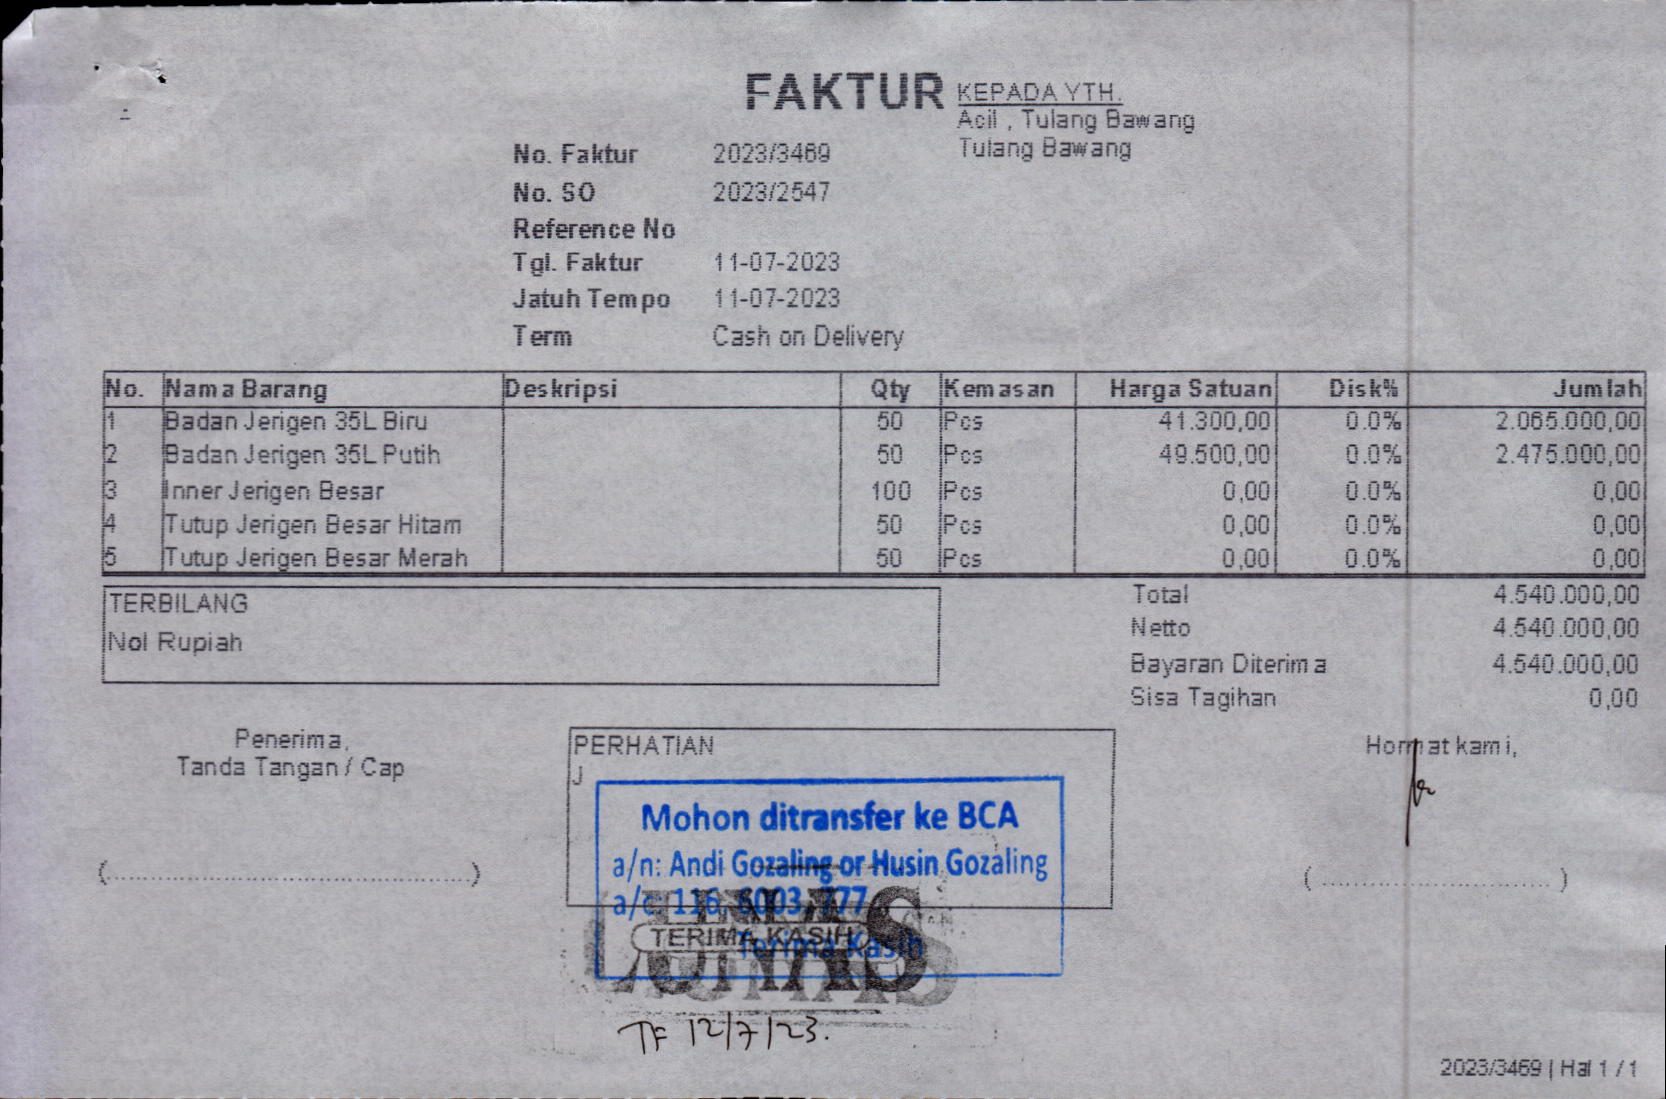 FAKTUR
KEPADA YTH.
Acil , Tulang Bawang
Tulang Bawang
No. Faktur 2023/3469
No. SO 2023/2547
Reference No
Tgl. Faktur 11-07-2023
Jatuh Tempo 11-07-2023
Term Cash on Delivery
No. Nama Barang Deskripsi Qty Kemasan Harga Satuan Disk% Jumlah
1 Badan Jerigen 35L Biru 50 Pcs 41.300,00 0.0% 2.065.000,00
2 Badan Jerigen 35L Putih 50 Pcs 49.500,00 0.0% 2.475.000,00
3 Inner Jerigen Besar 100 Pcs 0,00 0.0% 0,00
4 Tutup Jerigen Besar Hitam 50 Pcs 0,00 0.0% 0,00
5 Tutup Jerigen Besar Merah 50 Pcs 0,00 0.0% 0,00
TERBILANG
Nol Rupiah
Total 4.540.000,00
Netto 4.540.000,00
Bayaran Diterima 4.540.000,00
Sisa Tagihan 0,00
Penerima,
Tanda Tangan / Cap
PERHATIAN
J
Mohon ditransfer ke BCA
a/n: Andi Gozaling or Husin Gozaling
a/c: 116. 6003. 777
Terima Kasih
LUNAS
TERIMA KASIH
TF 12/7/23.
Hormat kami,
(..........................................)
(..............................)
2023/3469 | Hal 1 / 1